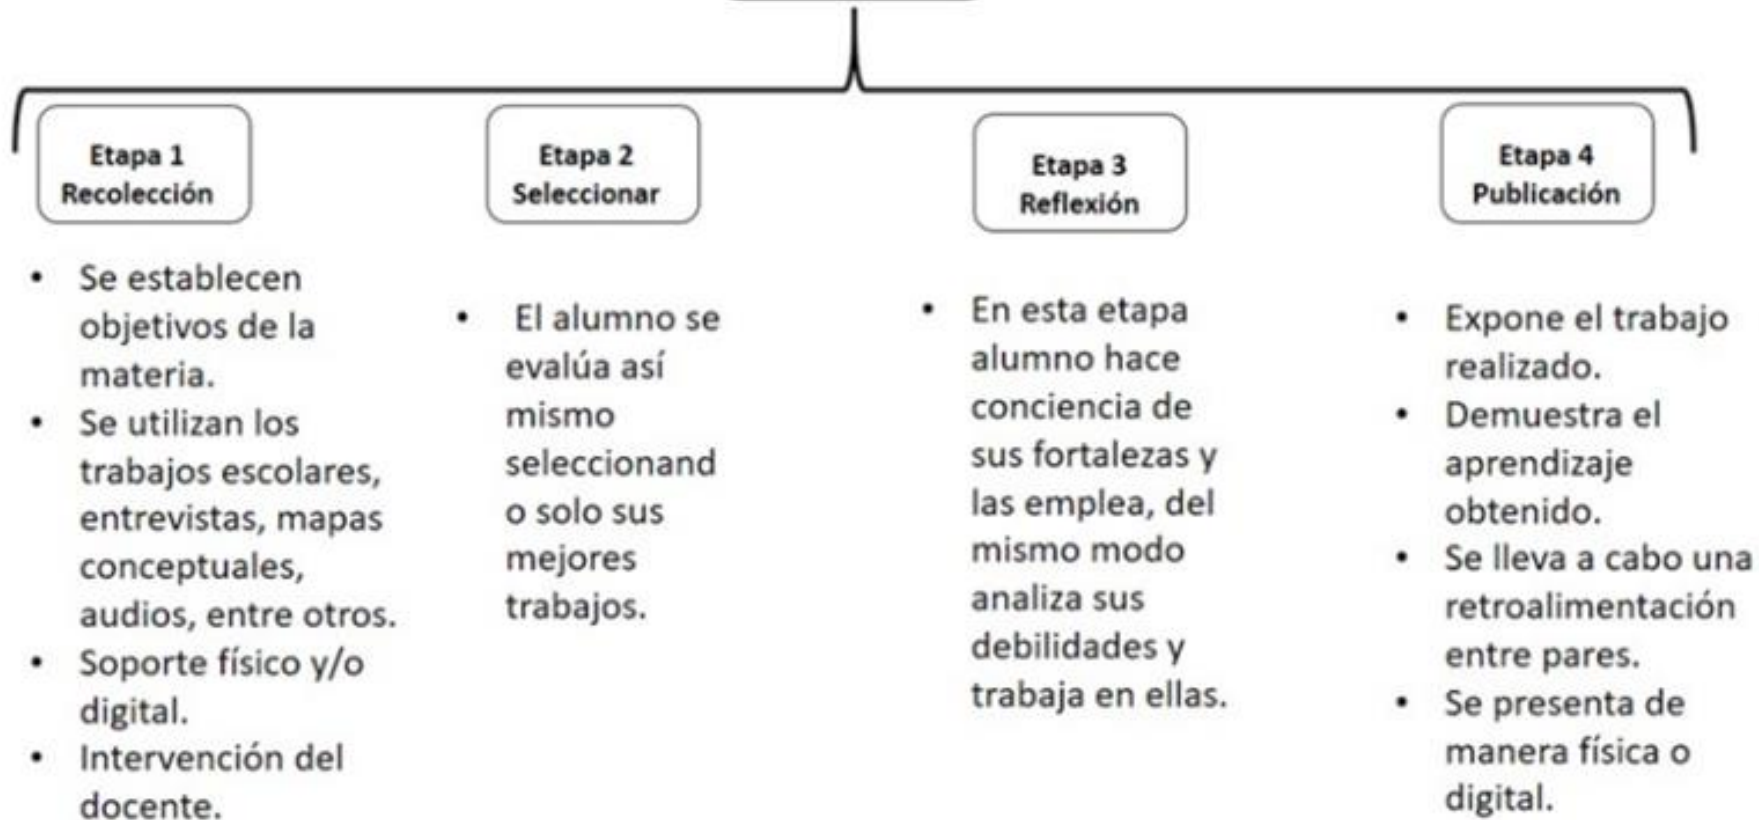 Etapa 1
Recolección
Se establecen
objetivos de la
materia.
Se utilizan los
trabajos escolares,
entrevistas, mapas
conceptuales,
audios, entre otros.
Soporte físico y/o
digital.
Intervención del
docente.
Etapa 2
Seleccionar
El alumno se
evalúa así
mismo
seleccionand
o solo sus
mejores
trabajos.
Etapa 3
Reflexión
En esta etapa
alumno hace
conciencia de
sus fortalezas y
las emplea, del
mismo modo
analiza sus
debilidades y
trabaja en ellas.
Etapa 4
Publicación
Expone el trabajo
realizado.
Demuestra el
aprendizaje
obtenido.
Se lleva a cabo una
retroalimentación
entre pares.
Se presenta de
manera física o
digital.